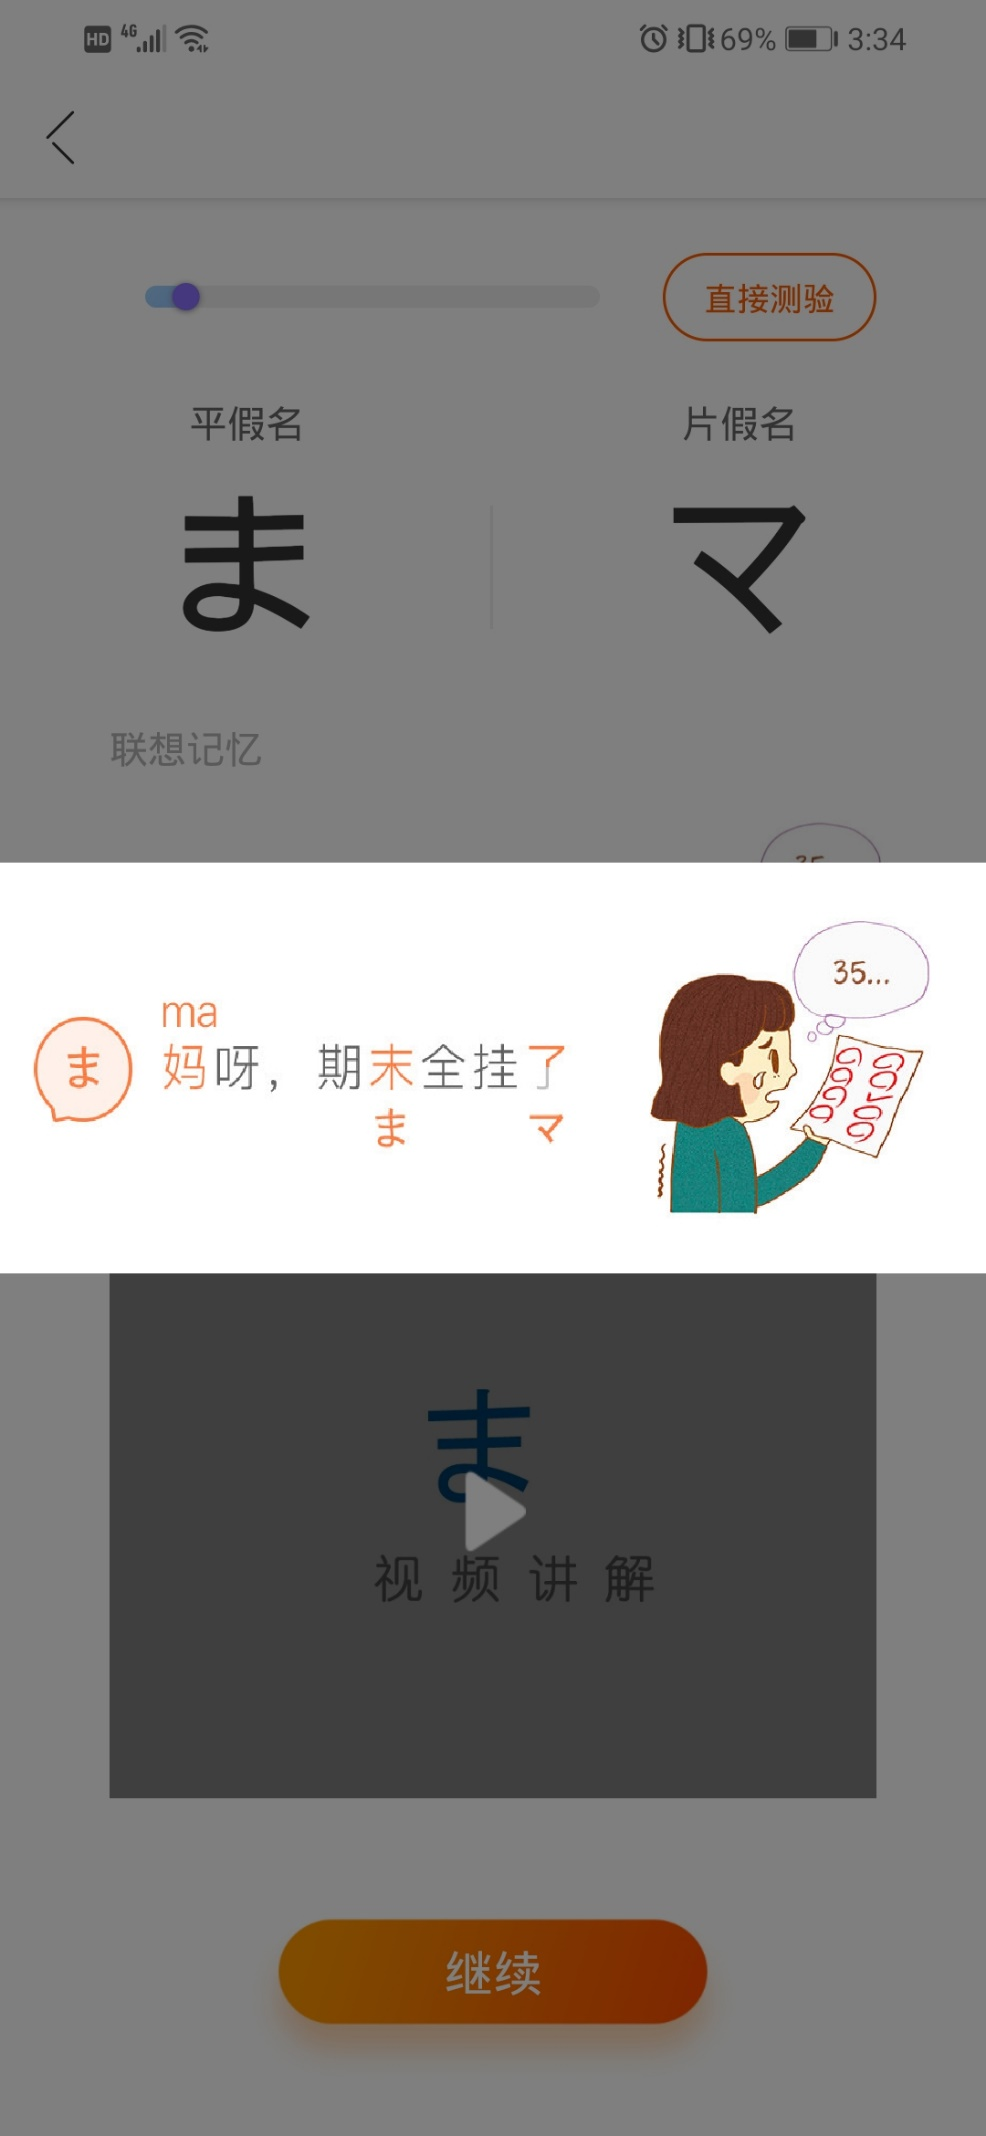 HD 4G 69% 3:34
直接测验
平假名 片假名
ま マ
联想记忆
35...
ma
ま 妈呀，期末全挂了
ま マ
ま
视频讲解
继续